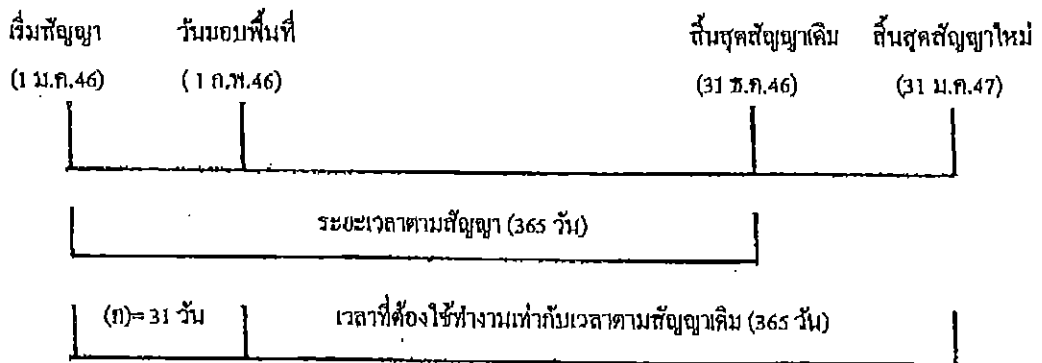 เริ่มสัญญา วันมอบพื้นที่ สิ้นสุดสัญญาเดิม สิ้นสุดสัญญาใหม่
(1 ม.ค.46) (1 ก.พ.46) (31 ธ.ค.46) (31 ม.ค.47)
ระยะเวลาตามสัญญา (365 วัน)
(ก)= 31 วัน เวลาที่ต้องใช้ทำงานเท่ากับเวลาตามสัญญาเดิม (365 วัน)